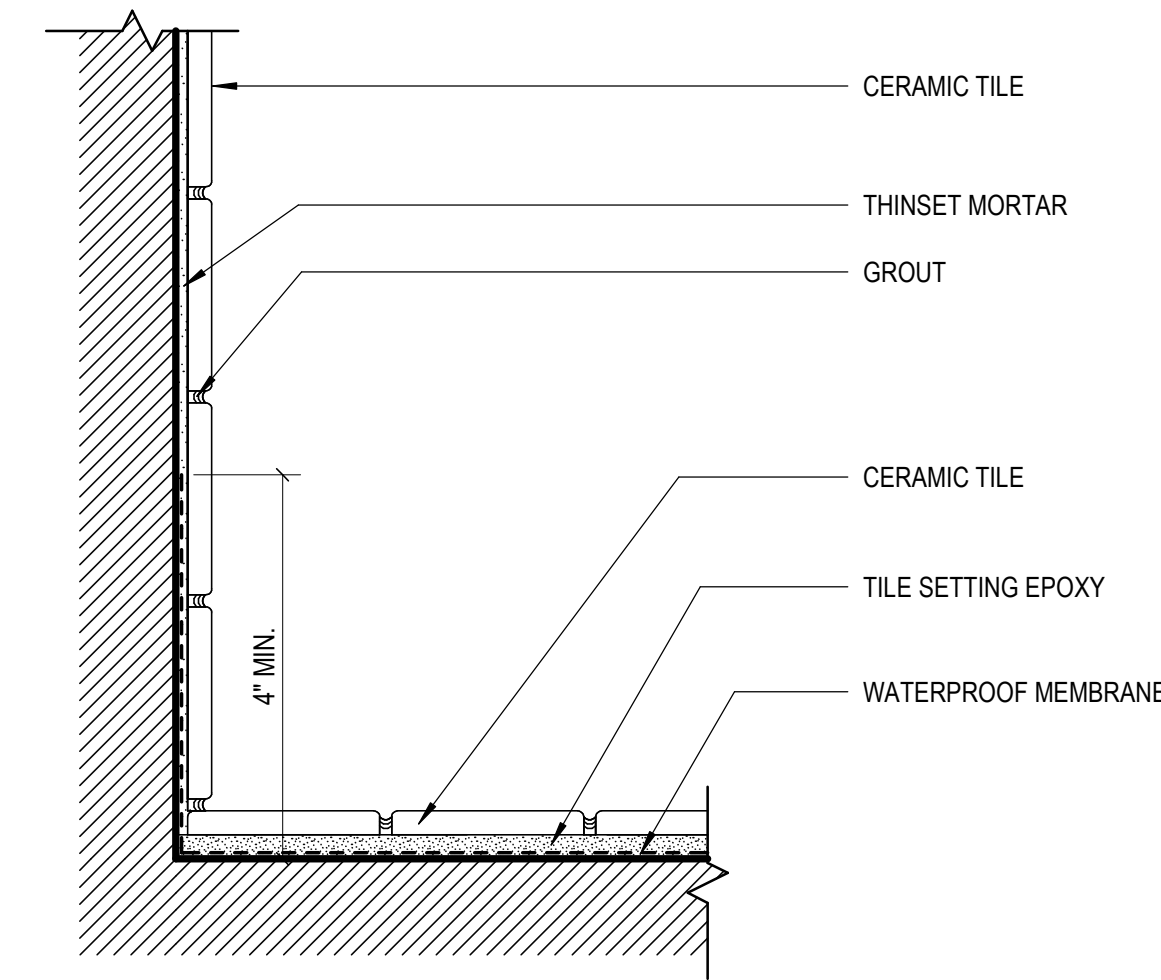 CERAMIC TILE
THINSET MORTAR
GROUT
CERAMIC TILE
TILE SETTING EPOXY
WATERPROOF MEMBRANE
4" MIN.